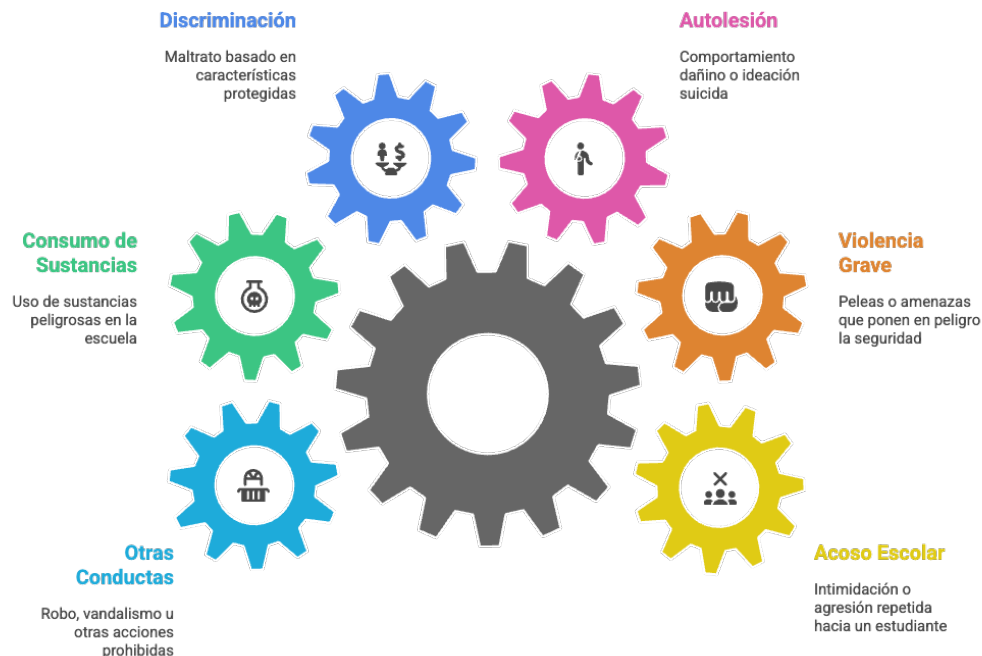 Discriminación
Maltrato basado en
características
protegidas
Autolesión
Comportamiento
dañino o ideación
suicida
Consumo de
Sustancias
Uso de sustancias
peligrosas en la
escuela
Violencia
Grave
Peleas o amenazas
que ponen en peligro
la seguridad
Otras
Conductas
Robo, vandalismo u
otras acciones
prohibidas
Acoso Escolar
Intimidación o
agresión repetida
hacia un estudiante